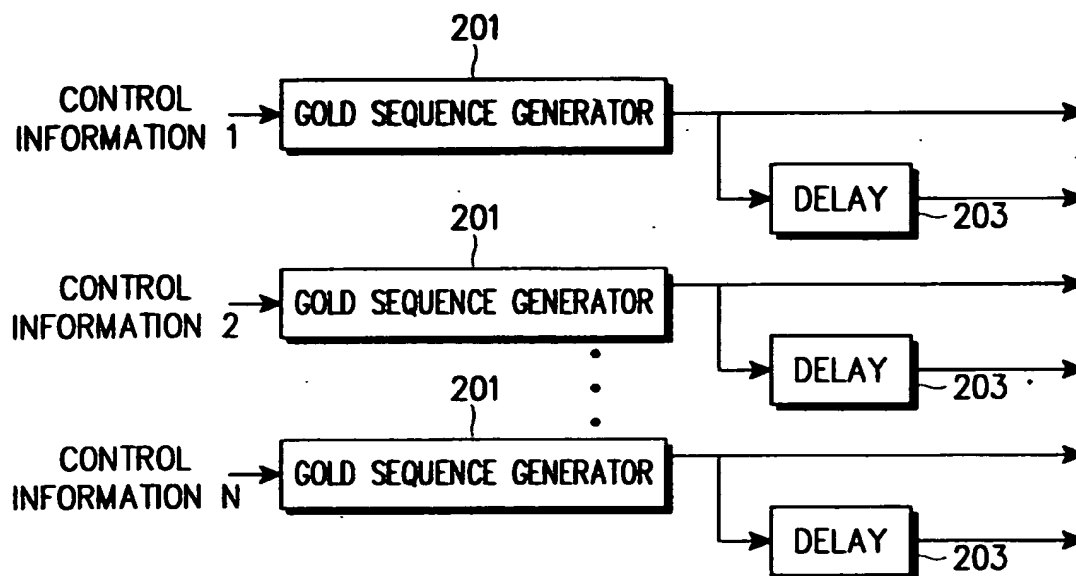 201
CONTROL
INFORMATION 1
GOLD SEQUENCE GENERATOR
DELAY
203
201
CONTROL
INFORMATION 2
GOLD SEQUENCE GENERATOR
DELAY
203
201
CONTROL
INFORMATION N
GOLD SEQUENCE GENERATOR
DELAY
203